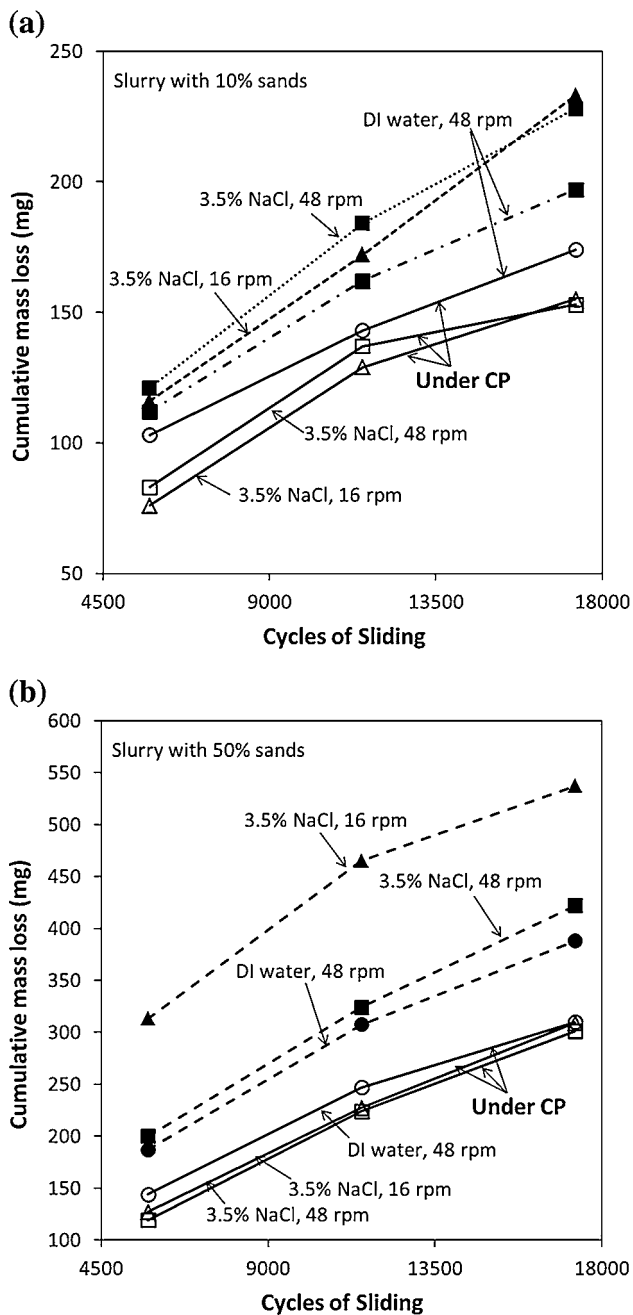 (a)
250
Slurry with 10% sands
DI water, 48 rpm
200
3.5% NaCl, 48 rpm
150
3.5% NaCl, 16 rpm
Under CP
100
3.5% NaCl, 48 rpm
3.5% NaCl, 16 rpm
50
Cumulative mass loss (mg)
4500 9000 13500 18000
Cycles of Sliding
(b)
600
Slurry with 50% sands
550
500
3.5% NaCl, 16 rpm
450
3.5% NaCl, 48 rpm
400
350
DI water, 48 rpm
300
250
Under CP
200
DI water, 48 rpm
3.5% NaCl, 16 rpm
150
3.5% NaCl, 48 rpm
100
Cumulative mass loss (mg)
4500 9000 13500 18000
Cycles of Sliding